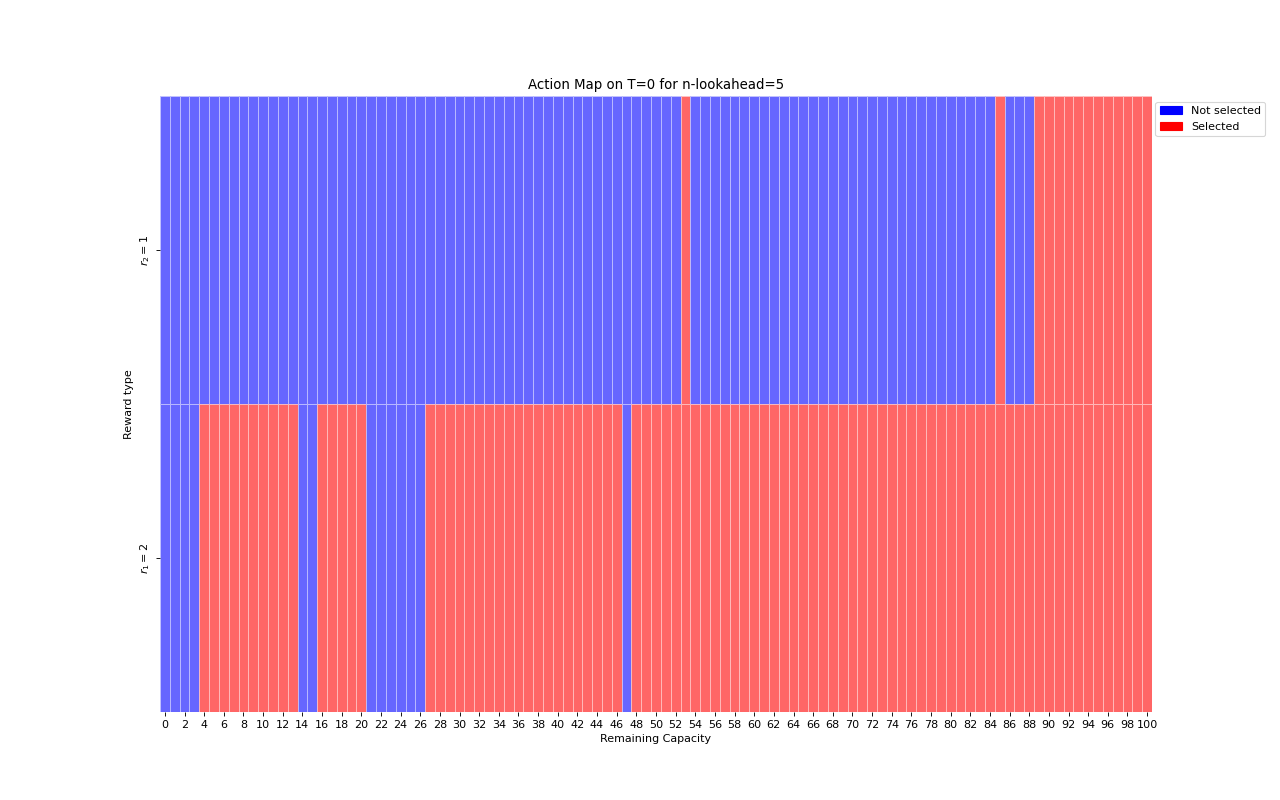 Action Map on T=0 for n-lookahead=5
Not selected
Selected
r₂ = 1
Reward type
r₁ = 2
0 2 4 6 8 10 12 14 16 18 20 22 24 26 28 30 32 34 36 38 40 42 44 46 48 50 52 54 56 58 60 62 64 66 68 70 72 74 76 78 80 82 84 86 88 90 92 94 96 98 100
Remaining Capacity